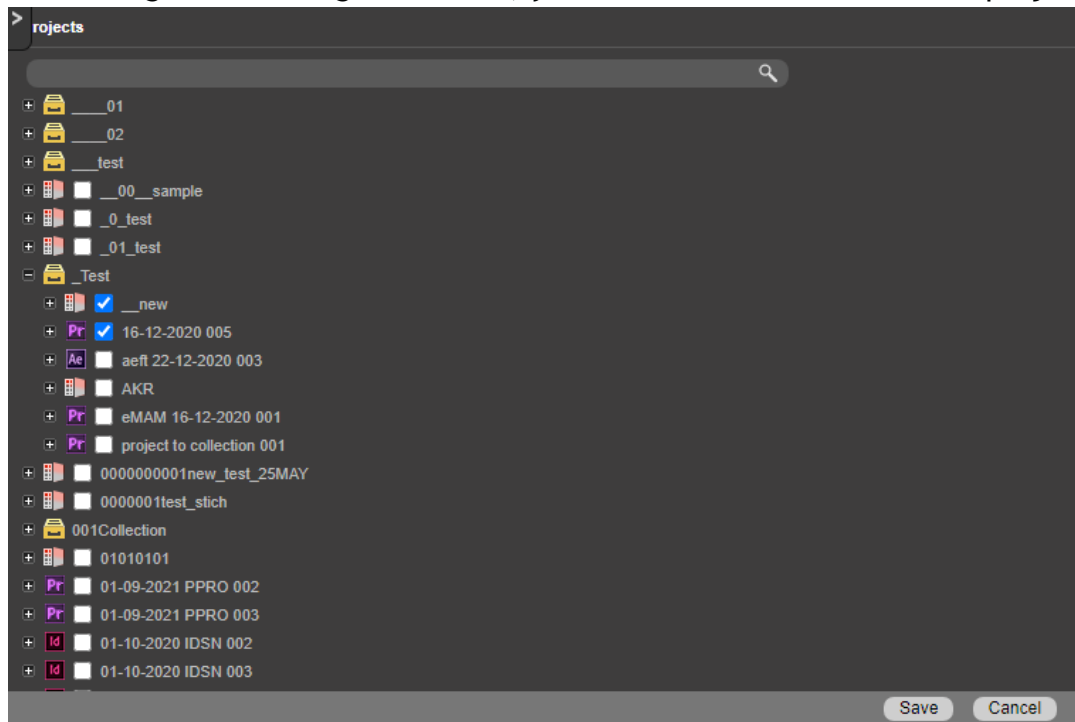 > rojects
____01
____02
___test
__00__sample
_0_test
_01_test
_Test
__new
Pr 16-12-2020 005
Ae aeft 22-12-2020 003
AKR
Pr eMAM 16-12-2020 001
Pr project to collection 001
0000000001new_test_25MAY
0000001test_stich
001Collection
01010101
Pr 01-09-2021 PPRO 002
Pr 01-09-2021 PPRO 003
Id 01-10-2020 IDSN 002
Id 01-10-2020 IDSN 003
Save Cancel